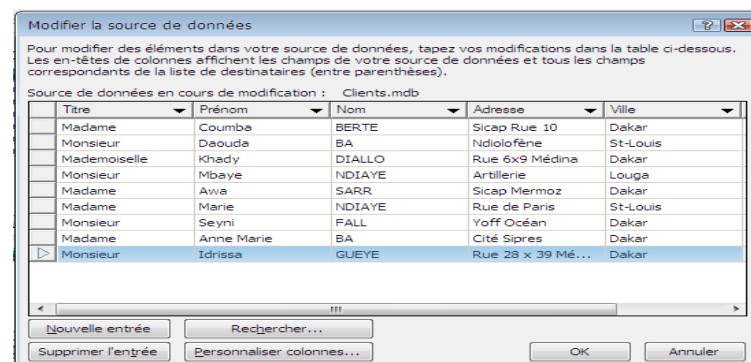 Modifier la source de données
Pour modifier des éléments dans votre source de données, tapez vos modifications dans la table ci-dessous.
Les en-têtes de colonnes affichent les champs de votre source de données et tous les champs
correspondants de la liste de destinataires (entre parenthèses).
Source de données en cours de modification : Clients.mdb
Titre Prénom Nom Adresse Ville
Madame Coumba BERTE Sicap Rue 10 Dakar
Monsieur Daouda BA Ndiolofène St-Louis
Mademoiselle Khady DIALLO Rue 6x9 Médina Dakar
Monsieur Mbaye NDIAYE Artillerie Louga
Madame Awa SARR Sicap Mermoz Dakar
Madame Marie NDIAYE Rue de Paris St-Louis
Monsieur Seyni FALL Yoff Océan Dakar
Madame Anne Marie BA Cité Sipres Dakar
Monsieur Idrissa GUEYE Rue 28 x 39 Mé... Dakar
Nouvelle entrée Rechercher...
Supprimer l'entrée Personnaliser colonnes... OK Annuler